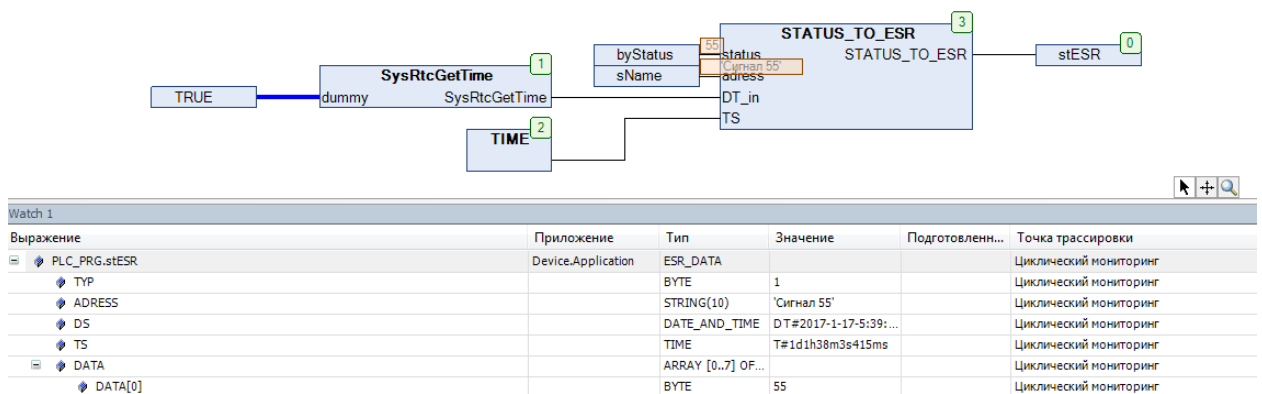 3
STATUS_TO_ESR
55
byStatus
status
STATUS_TO_ESR
stESR
0
1
sName
'Сигнал 55'
adress
SysRtcGetTime
TRUE
dummy
SysRtcGetTime
DT_in
2
TS
TIME
Watch 1
Выражение Приложение Тип Значение Подготовленн... Точка трассировки
PLC_PRG.stESR Device.Application ESR_DATA Циклический мониторинг
TYP BYTE 1 Циклический мониторинг
ADRESS STRING(10) 'Сигнал 55' Циклический мониторинг
DS DATE_AND_TIME DT#2017-1-17-5:39:... Циклический мониторинг
TS TIME T#1d1h38m3s415ms Циклический мониторинг
DATA ARRAY [0..7] OF... Циклический мониторинг
DATA[0] BYTE 55 Циклический мониторинг